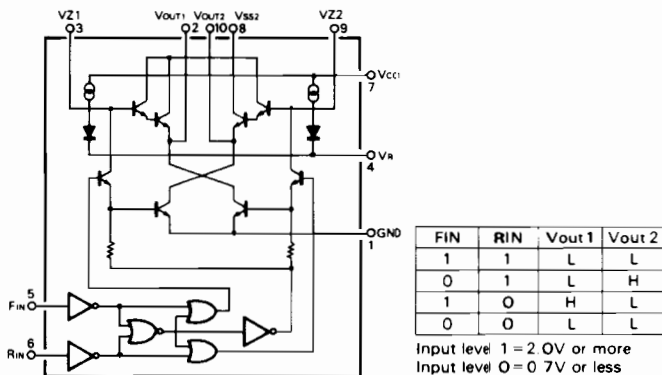 VZ1 VOUT1 VOUT2 VSS2 VZ2
3 2 10 8 9
VCC1
7
VR
4
GND
1
5
FIN
6
RIN
FIN RIN Vout 1 Vout 2
1 1 L L
0 1 L H
1 0 H L
0 0 L L
Input level 1 = 2.0V or more
Input level 0 = 0.7V or less